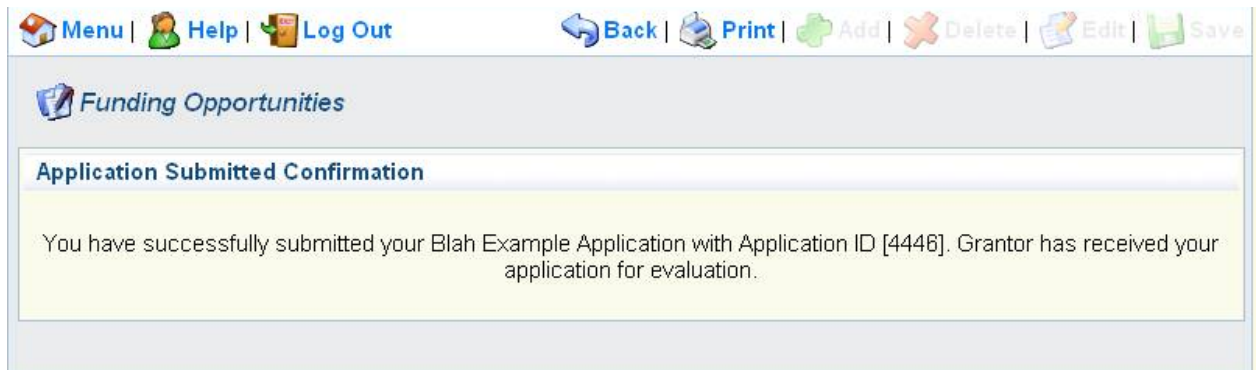 Menu | Help | Log Out Back | Print | Add | Delete | Edit | Save
Funding Opportunities
Application Submitted Confirmation
You have successfully submitted your Blah Example Application with Application ID [4446]. Grantor has received your
application for evaluation.